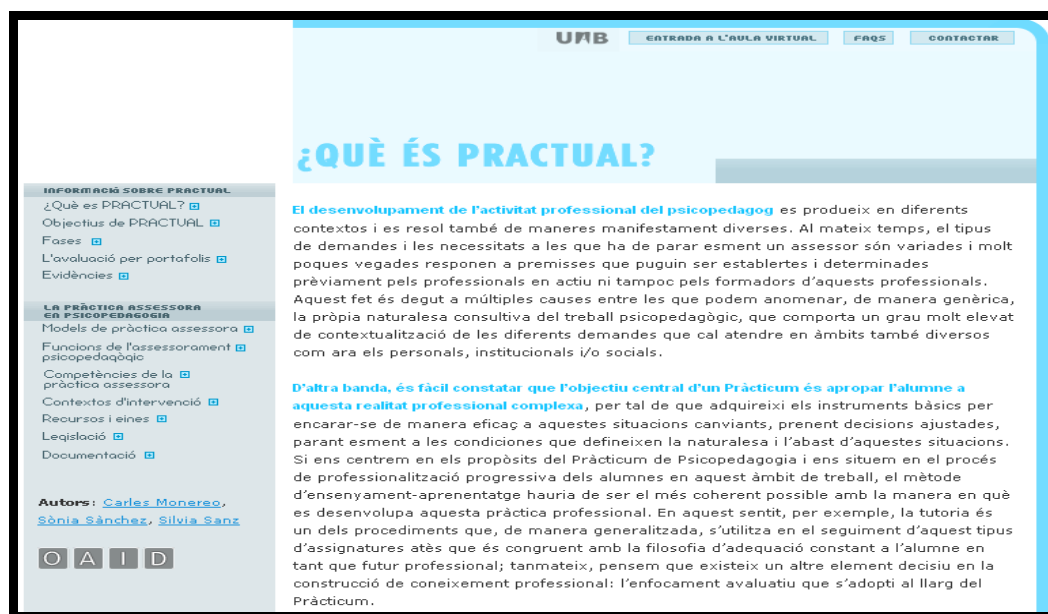 UAB
ENTRADA A L'AULA VIRTUAL
FAQS
CONTACTAR
¿QUÈ ÉS PRACTUAL?
INFORMACIÓ SOBRE PRACTUAL
¿Què es PRACTUAL?
Objectius de PRACTUAL
Fases
L'avaluació per portafolis
Evidències
LA PRÀCTICA ASSESSORA
EN PSICOPEDAGOGIA
Models de pràctica assessora
Funcions de l'assessorament
psicopedagògic
Competències de la
pràctica assessora
Contextos d'intervenció
Recursos i eines
Legislació
Documentació
Autors: Carles Monereo,
Sònia Sànchez, Silvia Sanz
OAID
El desenvolupament de l'activitat professional del psicopedagog es produeix en diferents
contextos i es resol també de maneres manifestament diverses. Al mateix temps, el tipus
de demandes i les necessitats a les que ha de parar esment un assessor són variades i molt
poques vegades responen a premisses que puguin ser establertes i determinades
prèviament pels professionals en actiu ni tampoc pels formadors d'aquests professionals.
Aquest fet és degut a múltiples causes entre les que podem anomenar, de manera genèrica,
la pròpia naturalesa consultiva del treball psicopedagògic, que comporta un grau molt elevat
de contextualització de les diferents demandes que cal atendre en àmbits també diversos
com ara els personals, institucionals i/o socials.
D'altra banda, és fàcil constatar que l'objectiu central d'un Pràcticum és apropar l'alumne a
aquesta realitat professional complexa, per tal de que adquireixi els instruments bàsics per
encarar-se de manera eficaç a aquestes situacions canviants, prenent decisions ajustades,
parant esment a les condicions que defineixen la naturalesa i l'abast d'aquestes situacions.
Si ens centrem en els propòsits del Pràcticum de Psicopedagogia i ens situem en el procés
de professionalització progressiva dels alumnes en aquest àmbit de treball, el mètode
d'ensenyament-aprenentatge hauria de ser el més coherent possible amb la manera en què
es desenvolupa aquesta pràctica professional. En aquest sentit, per exemple, la tutoria és
un dels procediments que, de manera generalitzada, s'utilitza en el seguiment d'aquest tipus
d'assignatures atès que és congruent amb la filosofia d'adequació constant a l'alumne en
tant que futur professional; tanmateix, pensem que existeix un altre element decisiu en la
construcció de coneixement professional: l'enfocament avaluatiu que s'adopti al llarg del
Pràcticum.